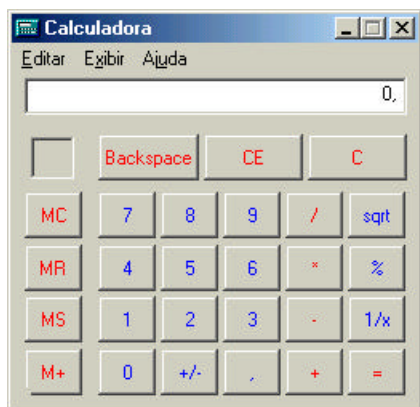 Calculadora
Editar Exibir Ajuda
0,
Backspace CE C
MC 7 8 9 / sqrt
MR 4 5 6 * %
MS 1 2 3 - 1/x
M+ 0 +/- , + =